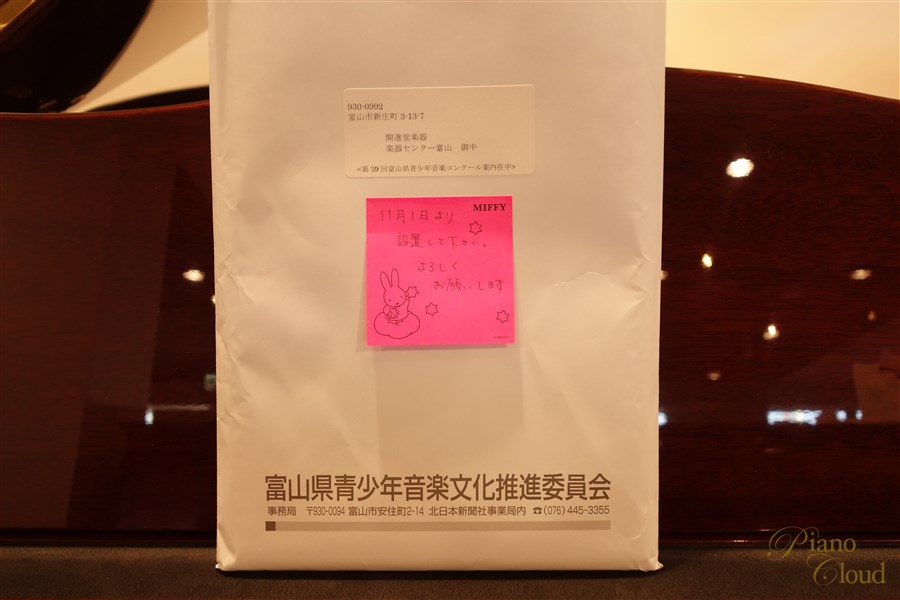 930-0992
富山市新庄町 3-13-7
開進堂楽器
楽器センター富山 御中
<第 39 回富山県青少年音楽コンクール案内在中>
MIFFY
11月1日より
設置して下さい。
よろしく
お願いします
富山県青少年音楽文化推進委員会
事務局 〒930-0094 富山市安住町2-14 北日本新聞社事業局内 ☎(076)445-3355
Piano
Cloud